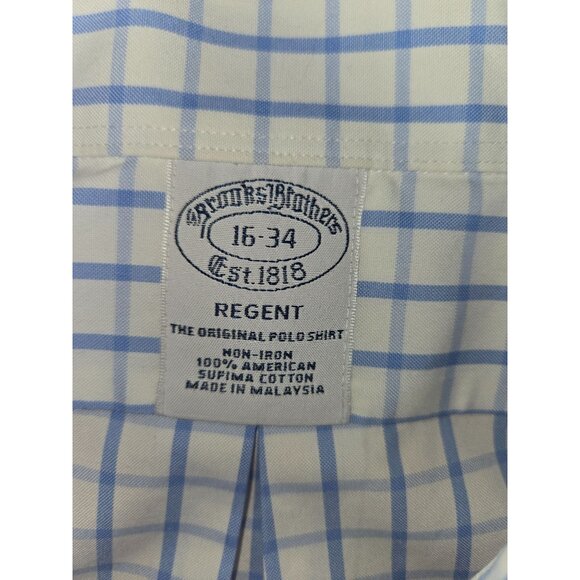 Brooks Brothers
16-34
Est. 1818
REGENT
THE ORIGINAL POLO SHIRT
NON-IRON
100% AMERICAN
SUPIMA COTTON
MADE IN MALAYSIA